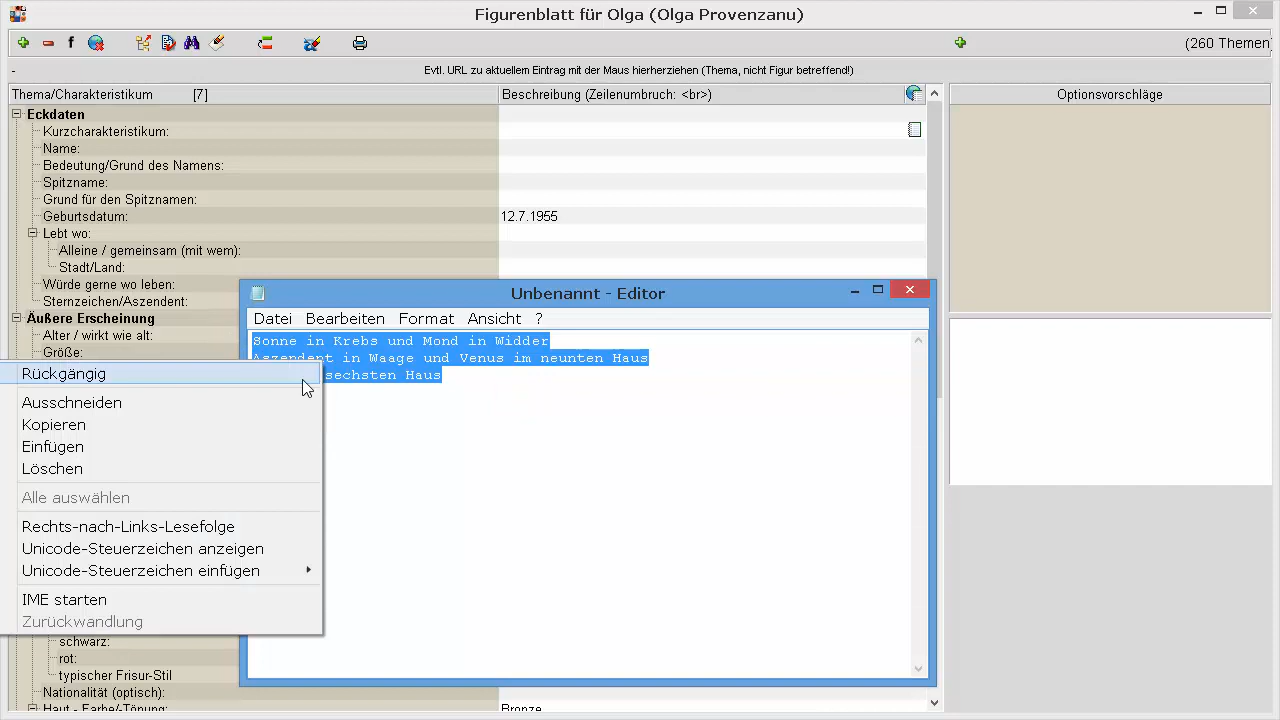 Figurenblatt für Olga (Olga Provenzanu)
f
(260 Themen)
-
Evtl. URL zu aktuellem Eintrag mit der Maus hierherziehen (Thema, nicht Figur betreffend!)
Thema/Charakteristikum [7]
Beschreibung (Zeilenumbruch: <br>)
Optionsvorschläge
Eckdaten
Kurzcharakteristikum:
Name:
Bedeutung/Grund des Namens:
Spitzname:
Grund für den Spitznamen:
Geburtsdatum: 12.7.1955
Lebt wo:
Alleine / gemeinsam (mit wem):
Stadt/Land:
Würde gerne wo leben:
Sternzeichen/Aszendent:
Äußere Erscheinung
Alter / wirkt wie alt:
Größe:
Unbenannt - Editor
Datei Bearbeiten Format Ansicht ?
Sonne in Krebs und Mond in Widder
Aszendent in Waage und Venus im neunten Haus
sechsten Haus
Rückgängig
Ausschneiden
Kopieren
Einfügen
Löschen
Alle auswählen
Rechts-nach-Links-Lesefolge
Unicode-Steuerzeichen anzeigen
Unicode-Steuerzeichen einfügen
IME starten
Zurückwandlung
schwarz:
rot:
typischer Frisur-Stil
Nationalität (optisch):
Haut - Farbe/-Tönung: Bronze